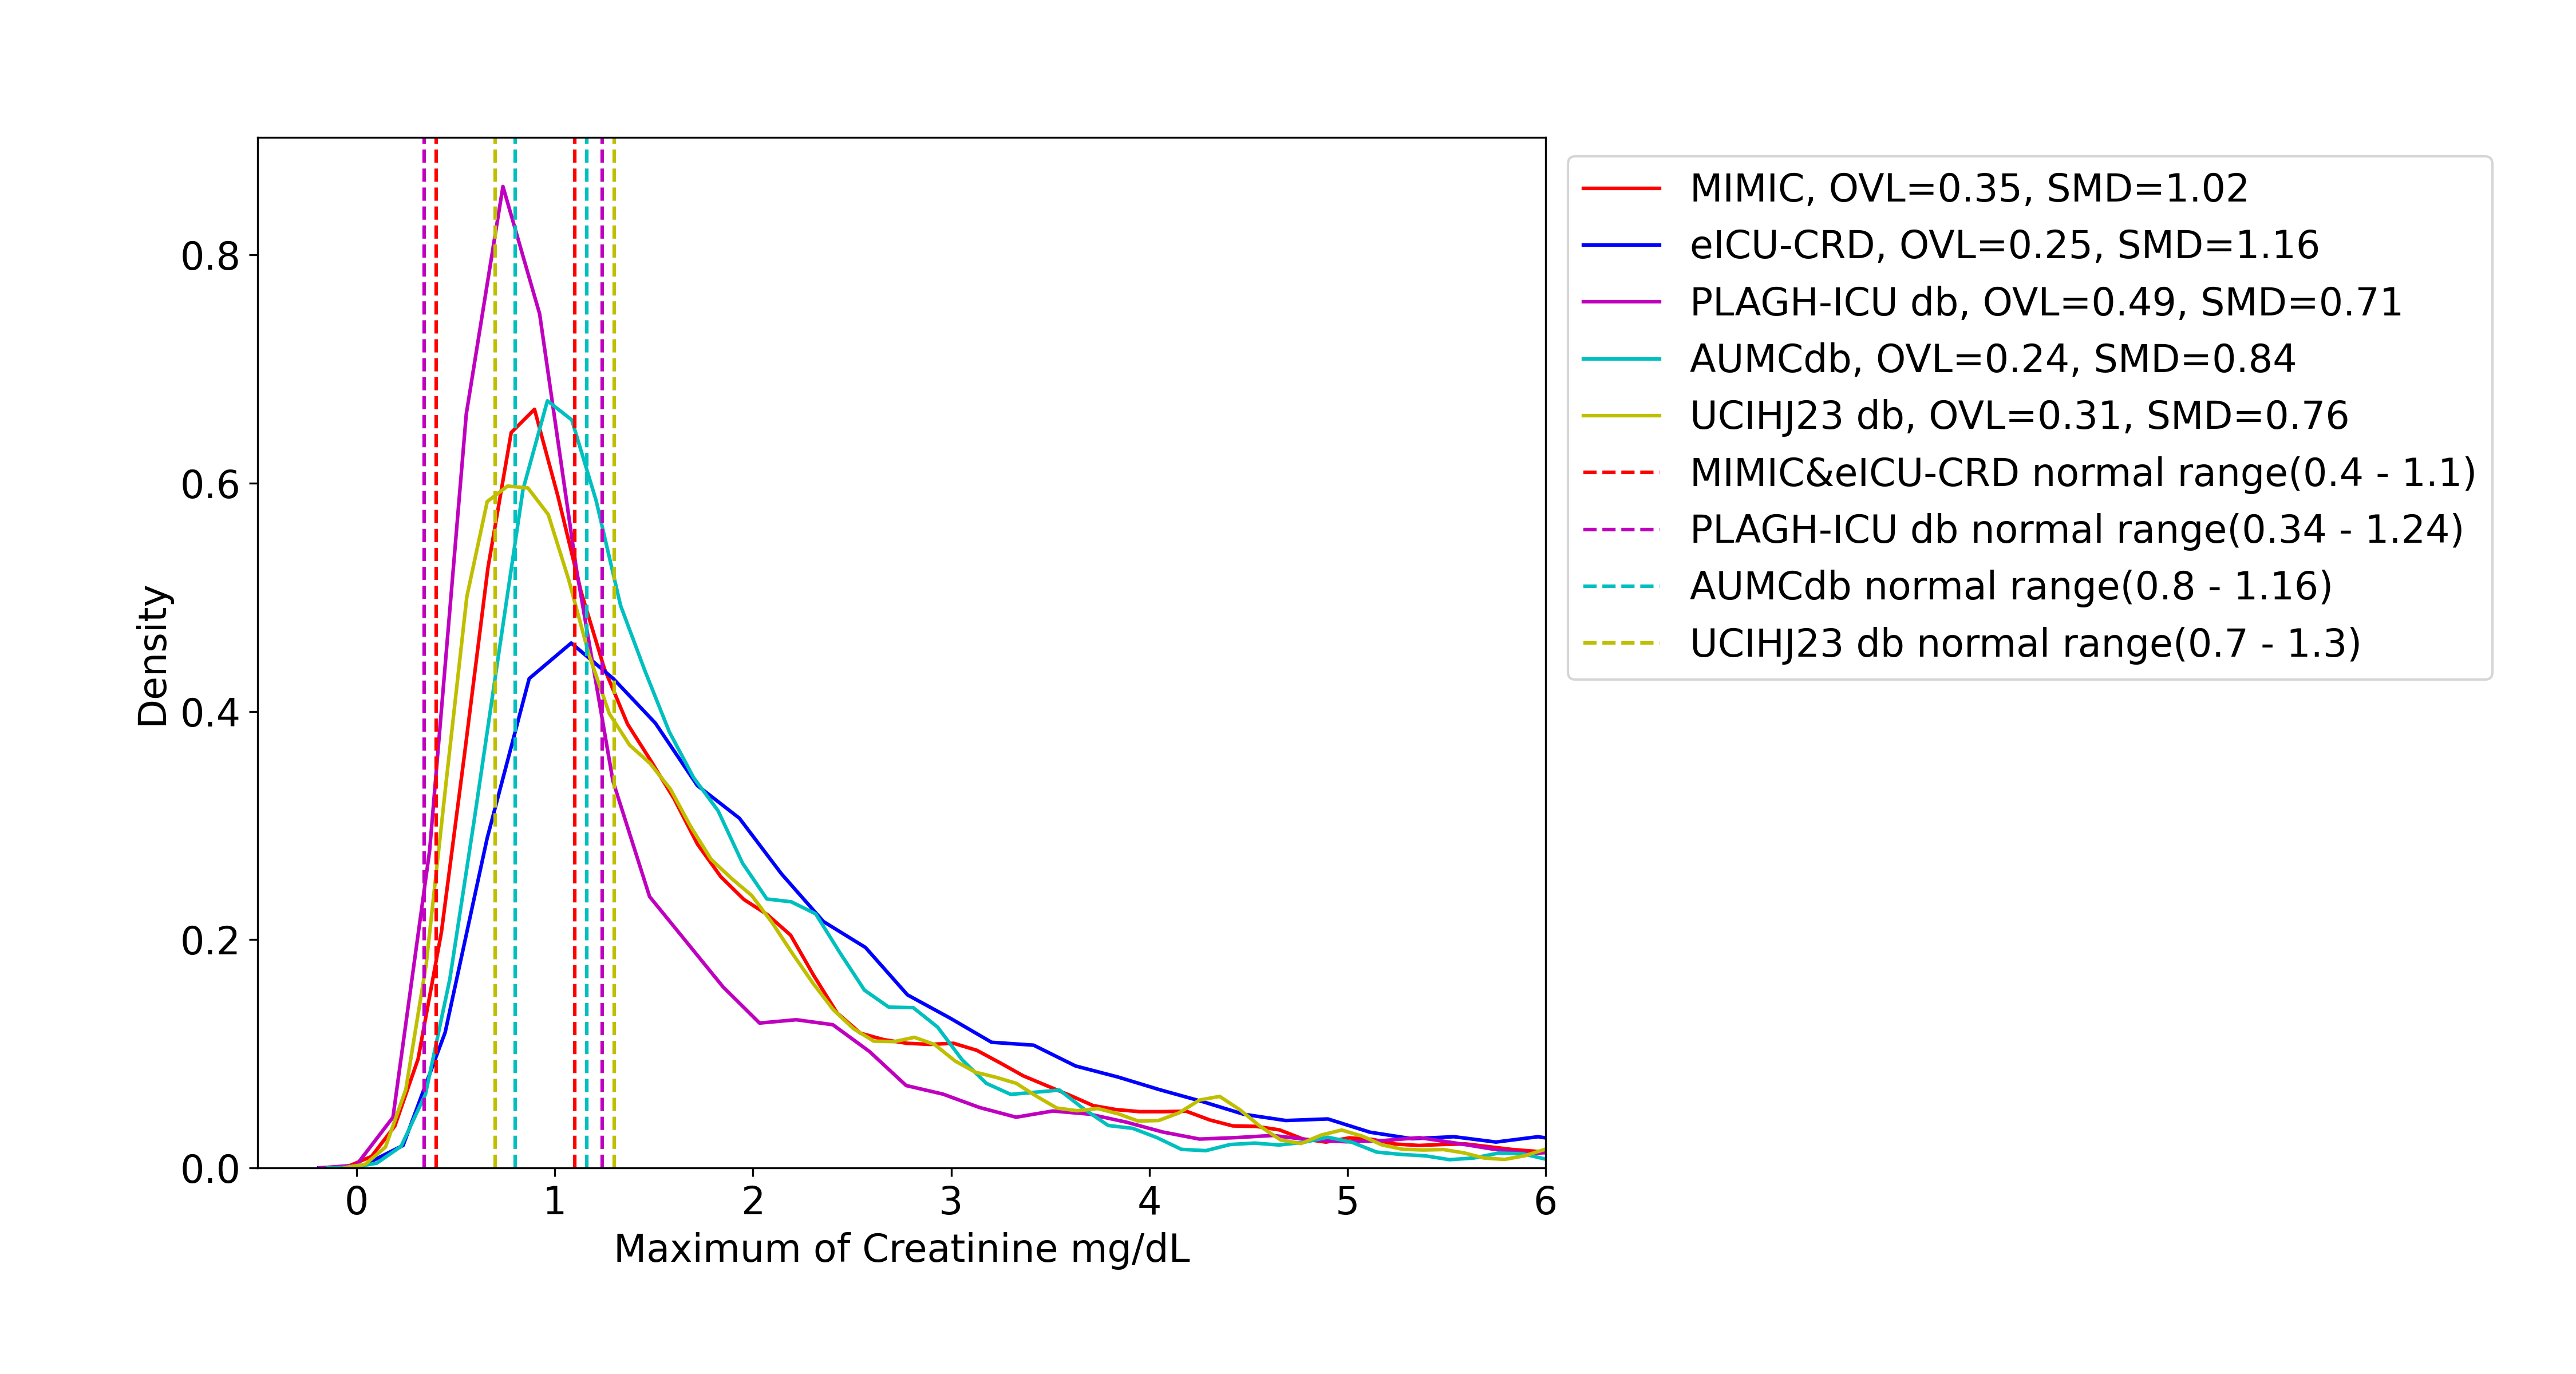 MIMIC, OVL=0.35, SMD=1.02
eICU-CRD, OVL=0.25, SMD=1.16
PLAGH-ICU db, OVL=0.49, SMD=0.71
AUMCdb, OVL=0.24, SMD=0.84
UCIHJ23 db, OVL=0.31, SMD=0.76
MIMIC&eICU-CRD normal range(0.4 - 1.1)
PLAGH-ICU db normal range(0.34 - 1.24)
AUMCdb normal range(0.8 - 1.16)
UCIHJ23 db normal range(0.7 - 1.3)
Density
0.8
0.6
0.4
0.2
0.0
0 1 2 3 4 5 6
Maximum of Creatinine mg/dL